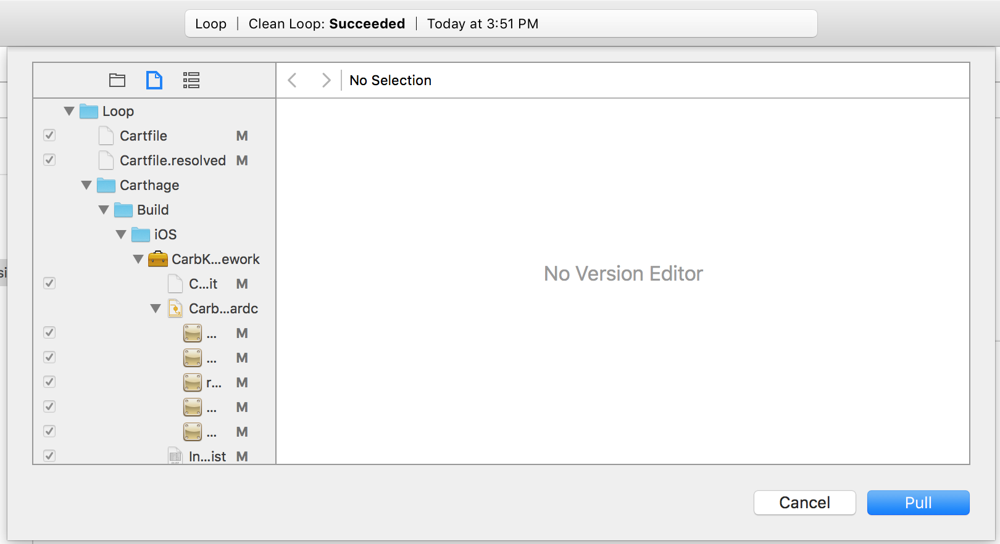 Loop | Clean Loop: Succeeded | Today at 3:51 PM
No Selection
Loop
Cartfile M
Cartfile.resolved M
Carthage
Build
iOS
CarbK...ework
C...it M
Carb...ardc
... M
... M
r... M
... M
... M
In...ist M
No Version Editor
si
Cancel
Pull